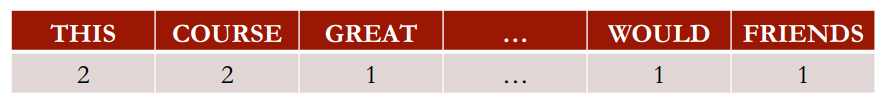 THIS COURSE GREAT … WOULD FRIENDS
2 2 1 … 1 1